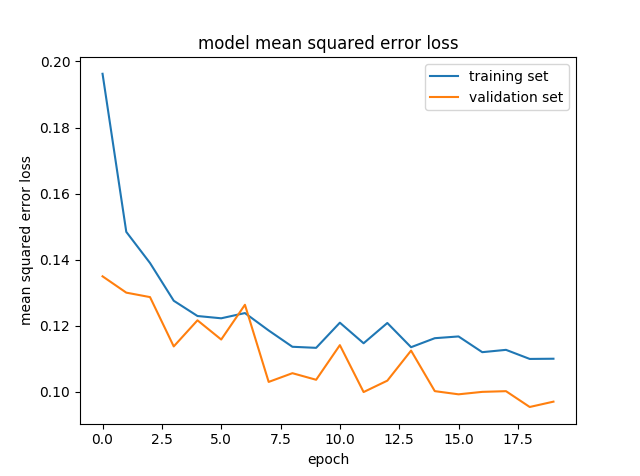 model mean squared error loss
training set
validation set
0.20
0.18
0.16
0.14
0.12
0.10
mean squared error loss
0.0 2.5 5.0 7.5 10.0 12.5 15.0 17.5
epoch